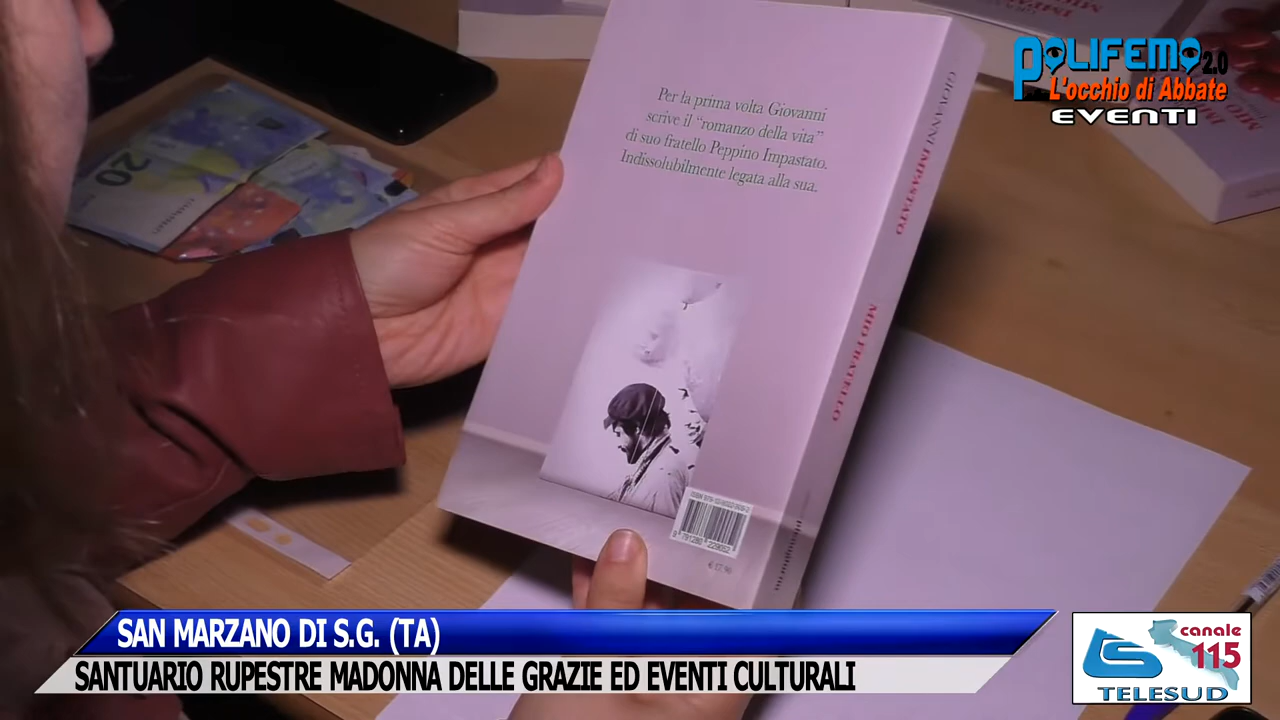 POLIFEMO 2.0
L'occhio di Abbate
EVENTI
20
Per la prima volta Giovanni
scrive il “romanzo della vita”
di suo fratello Peppino Impastato.
Indissolubilmente legata alla sua.
GIOVANNI IMPASTATO
MIO FRATELLO
SAN MARZANO DI S.G. (TA)
SANTUARIO RUPESTRE MADONNA DELLE GRAZIE ED EVENTI CULTURALI
canale
115
TELESUD